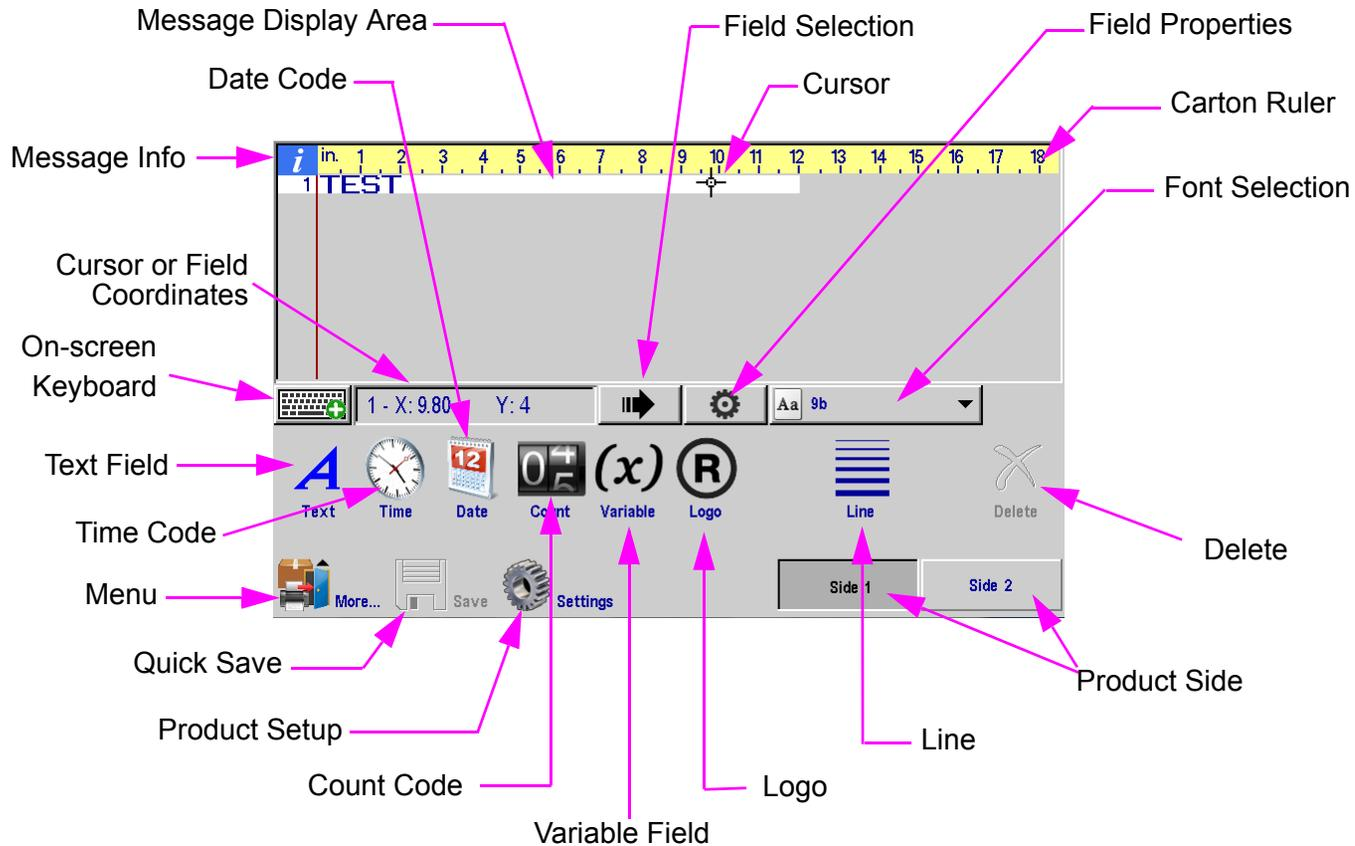 Message Display Area
Field Selection
Field Properties
Date Code
Cursor
Carton Ruler
Message Info
i in. 1 2 3 4 5 6 7 8 9 10 11 12 13 14 15 16 17 18
1 TEST
Font Selection
Cursor or Field
Coordinates
On-screen
Keyboard
1 - X: 9.80 Y: 4
Aa 9b
12
0 4
5
(x)
R
Text Field
A
Text Time Date Count Variable Logo Line Delete
Time Code
Delete
Menu
More... Save Settings Side 1 Side 2
Quick Save
Product Side
Product Setup
Line
Count Code
Logo
Variable Field